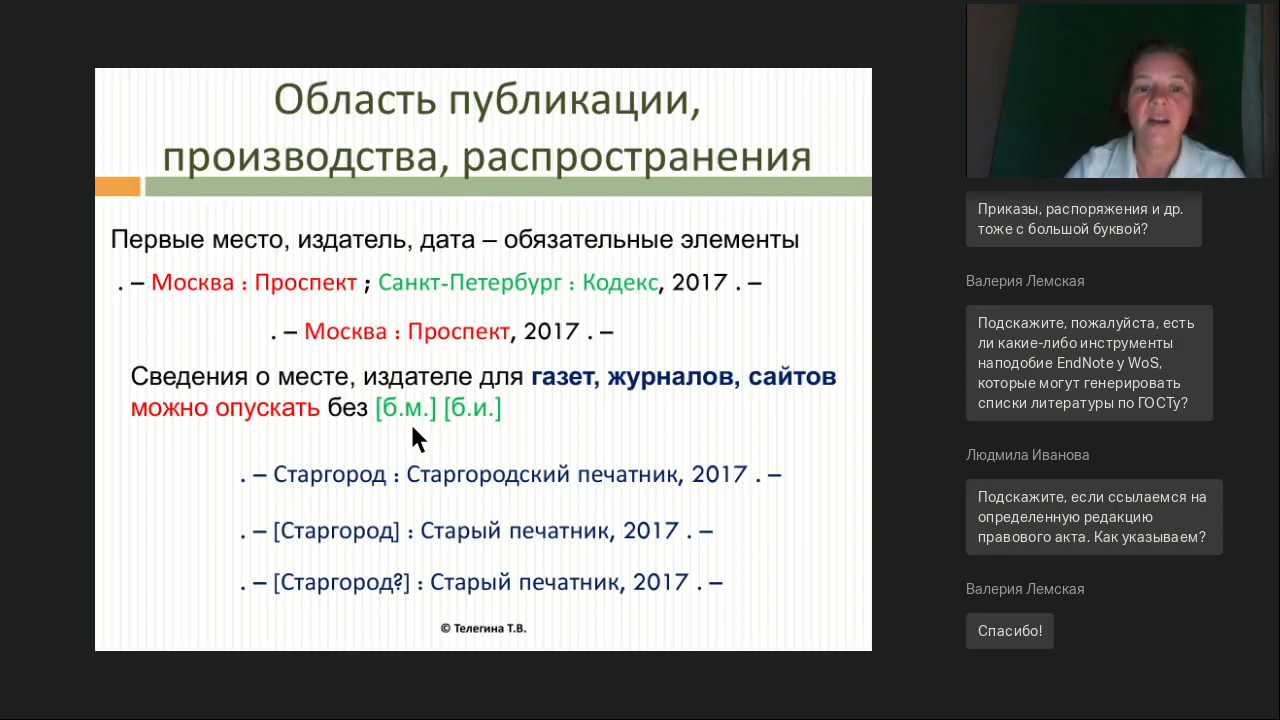 Область публикации,
производства, распространения
Первые место, издатель, дата – обязательные элементы
. – Москва : Проспект ; Санкт-Петербург : Кодекс, 2017 . –
. – Москва : Проспект, 2017 . –
Сведения о месте, издателе для газет, журналов, сайтов
можно опускать без [б.м.] [б.и.]
. – Старгород : Старгородский печатник, 2017 . –
. – [Старгород] : Старый печатник, 2017 . –
. – [Старгород?] : Старый печатник, 2017 . –
© Телегина Т.В.
Приказы, распоряжения и др.
тоже с большой буквой?
Валерия Лемская
Подскажите, пожалуйста, есть
ли какие-либо инструменты
наподобие EndNote у WoS,
которые могут генерировать
списки литературы по ГОСТу?
Людмила Иванова
Подскажите, если ссылаемся на
определенную редакцию
правового акта. Как указываем?
Валерия Лемская
Спасибо!